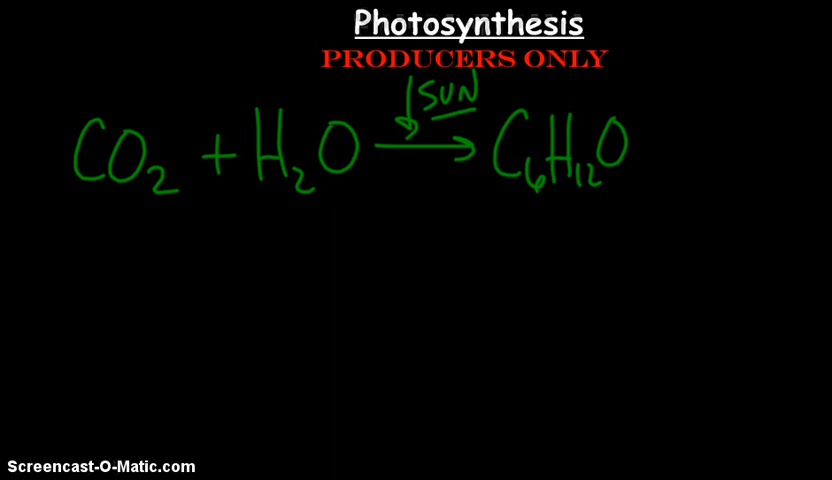 Photosynthesis
PRODUCERS ONLY
SUN
CO₂ + H₂O → C₆H₁₂O
Screencast-O-Matic.com